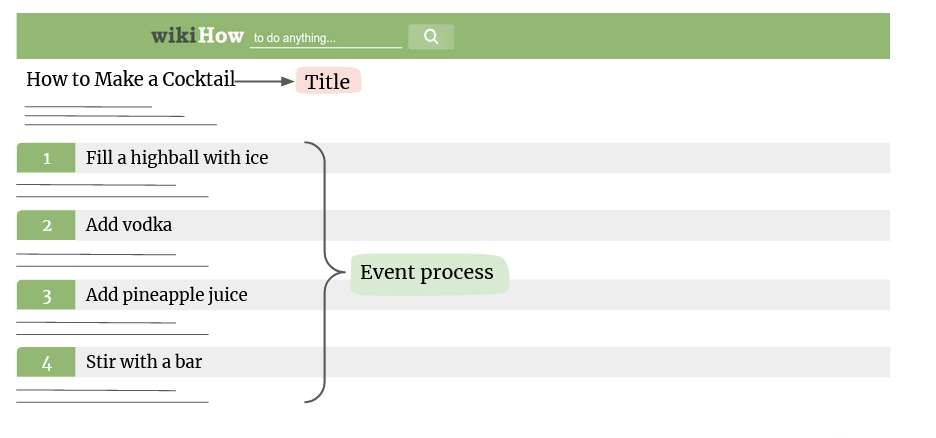 wikiHow to do anything...
How to Make a Cocktail Title
1 Fill a highball with ice
2 Add vodka
Event process
3 Add pineapple juice
4 Stir with a bar